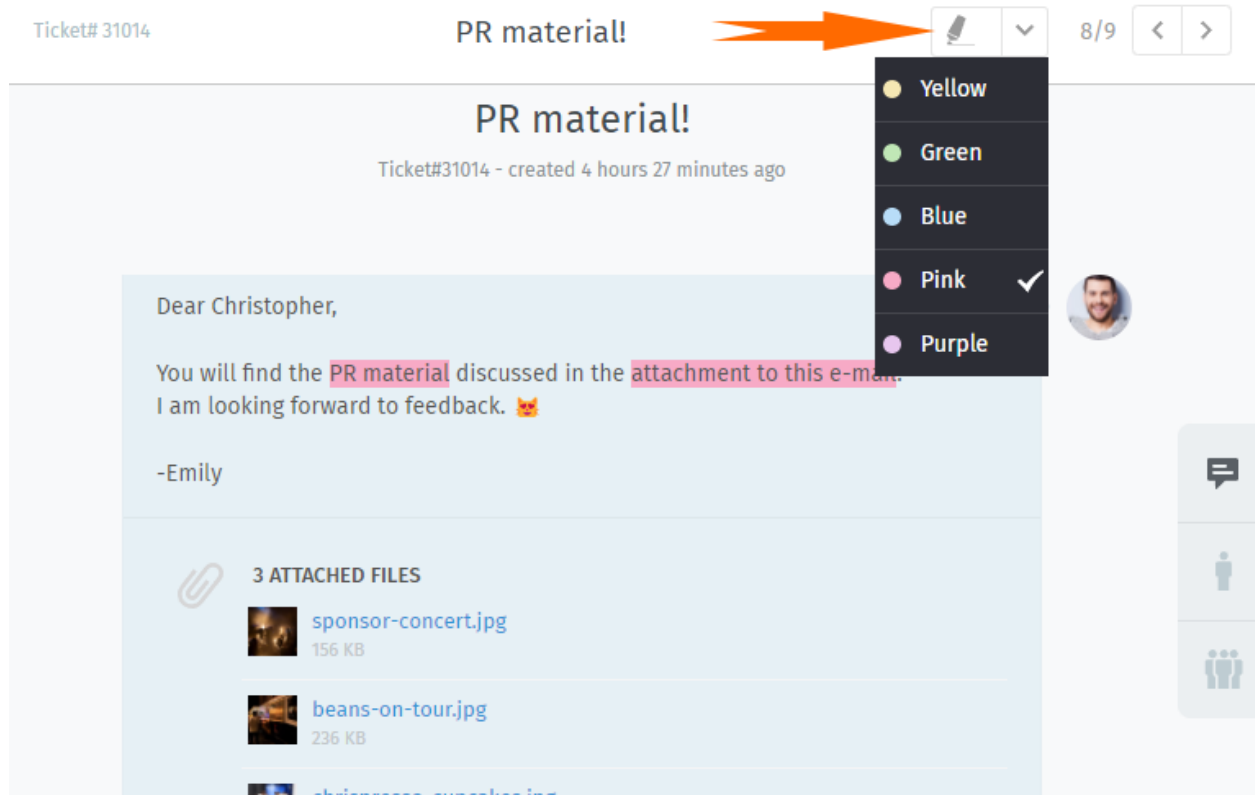 Ticket# 31014
PR material!
8/9
Yellow
Green
Blue
Pink
Purple
PR material!
Ticket#31014 - created 4 hours 27 minutes ago
Dear Christopher,
You will find the PR material discussed in the attachment to this e-mail.
I am looking forward to feedback. 😻
-Emily
3 ATTACHED FILES
sponsor-concert.jpg
156 KB
beans-on-tour.jpg
236 KB